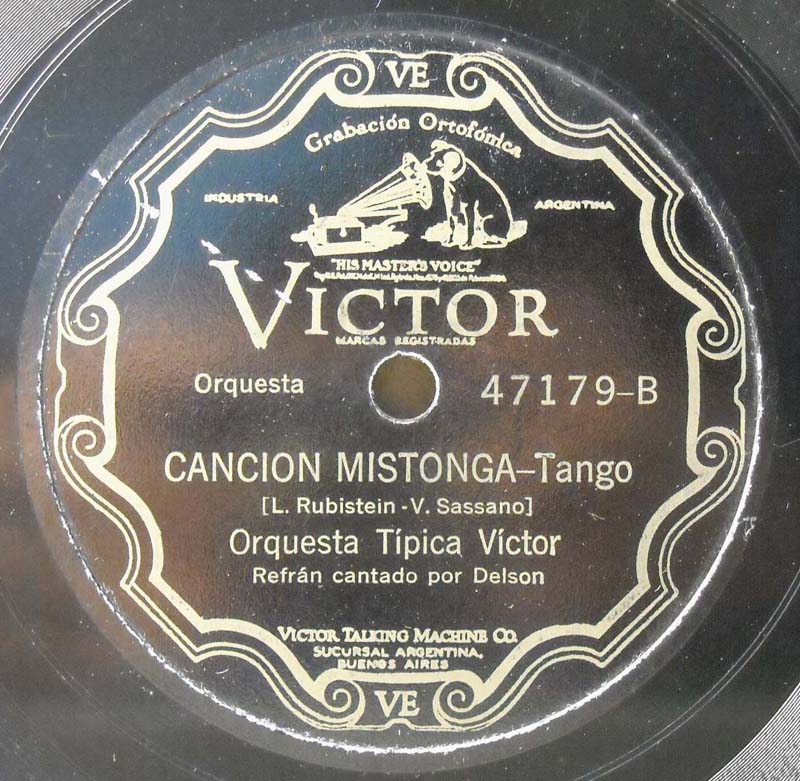 VE
Grabación Ortofónica
INDUSTRIA ARGENTINA
"HIS MASTER'S VOICE"
VICTOR
MARCAS REGISTRADAS
Orquesta 47179-B
CANCION MISTONGA-Tango
[L. Rubistein - V. Sassano]
Orquesta Típica Víctor
Refrán cantado por Delson
VICTOR TALKING MACHINE CO.
SUCURSAL ARGENTINA,
BUENOS AIRES
VE